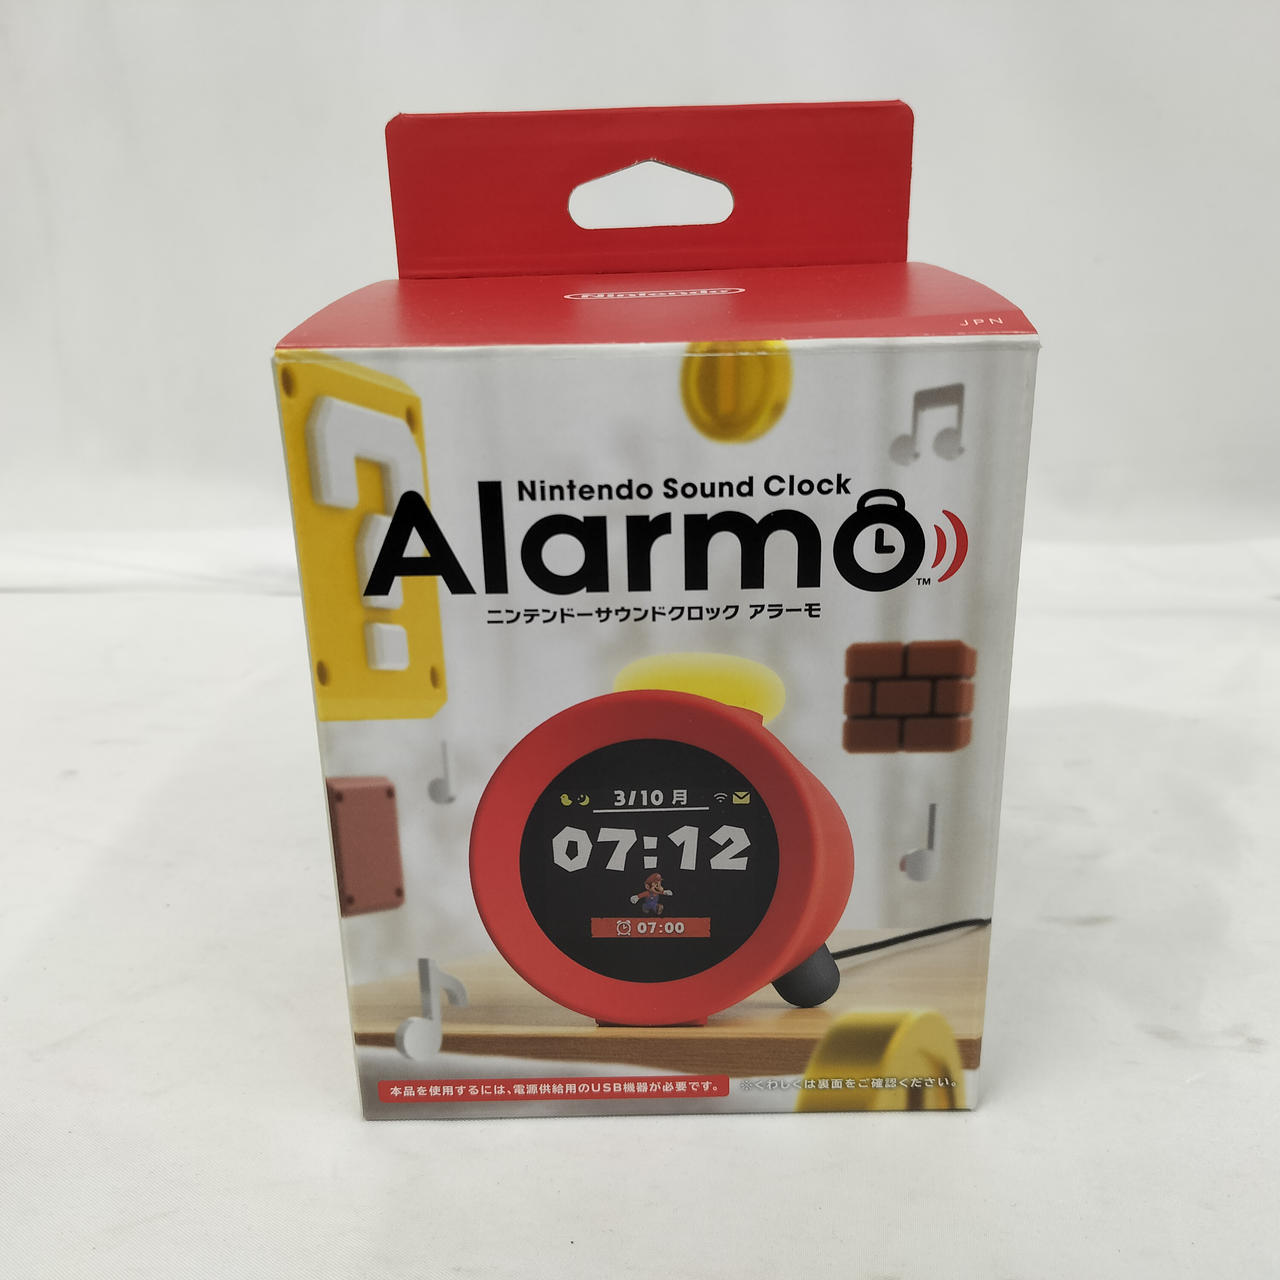 Nintendo
JPN
Nintendo Sound Clock
Alarmo
TM
ニンテンドーサウンドクロック アラーモ
3/10 月
07:12
07:00
本品を使用するには、電源供給用のUSB機器が必要です。 ※くわしくは裏面をご確認ください。